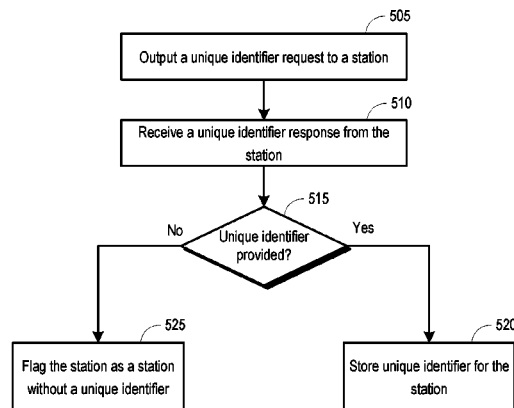 505
Output a unique identifier request to a station
510
Receive a unique identifier response from the
station
515
No
Unique identifier
provided?
Yes
525
Flag the station as a station
without a unique identifier
520
Store unique identifier for the
station